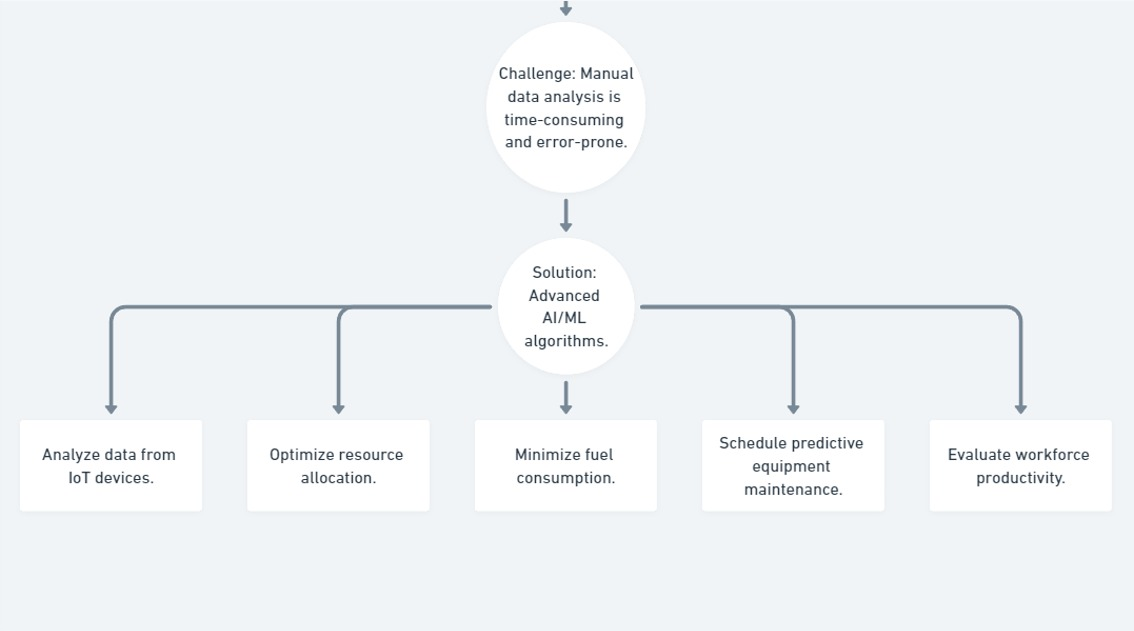 Challenge: Manual
data analysis is
time-consuming
and error-prone.
Solution:
Advanced
AI/ML
algorithms.
Analyze data from
IoT devices.
Optimize resource
allocation.
Minimize fuel
consumption.
Schedule predictive
equipment
maintenance.
Evaluate workforce
productivity.